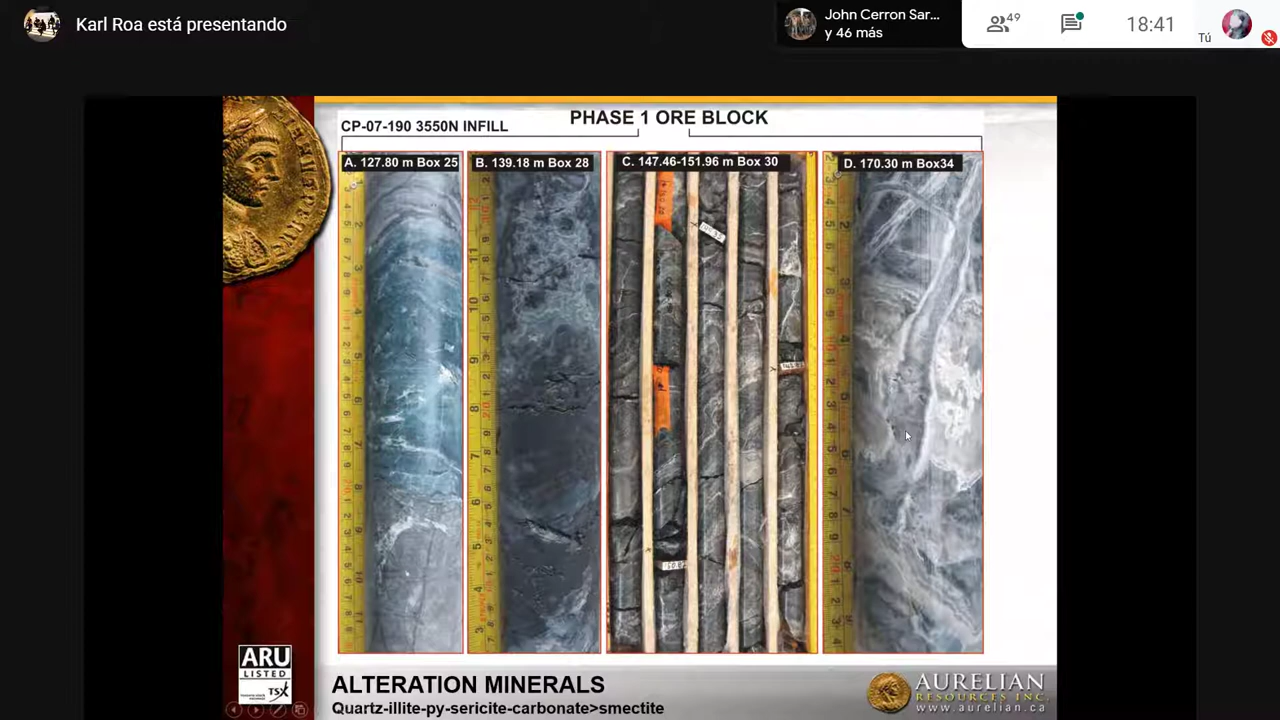 Karl Roa está presentando
John Cerron Sar...
y 46 más
49
18:41
Tú
PHASE 1 ORE BLOCK
CP-07-190 3550N INFILL
A. 127.80 m Box 25
B. 139.18 m Box 28
C. 147.46-151.96 m Box 30
D. 170.30 m Box34
ARU
LISTED
TSX
ALTERATION MINERALS
Quartz-illite-py-sericite-carbonate>smectite
AURELIAN
RESOURCES INC.
www.aurelian.ca